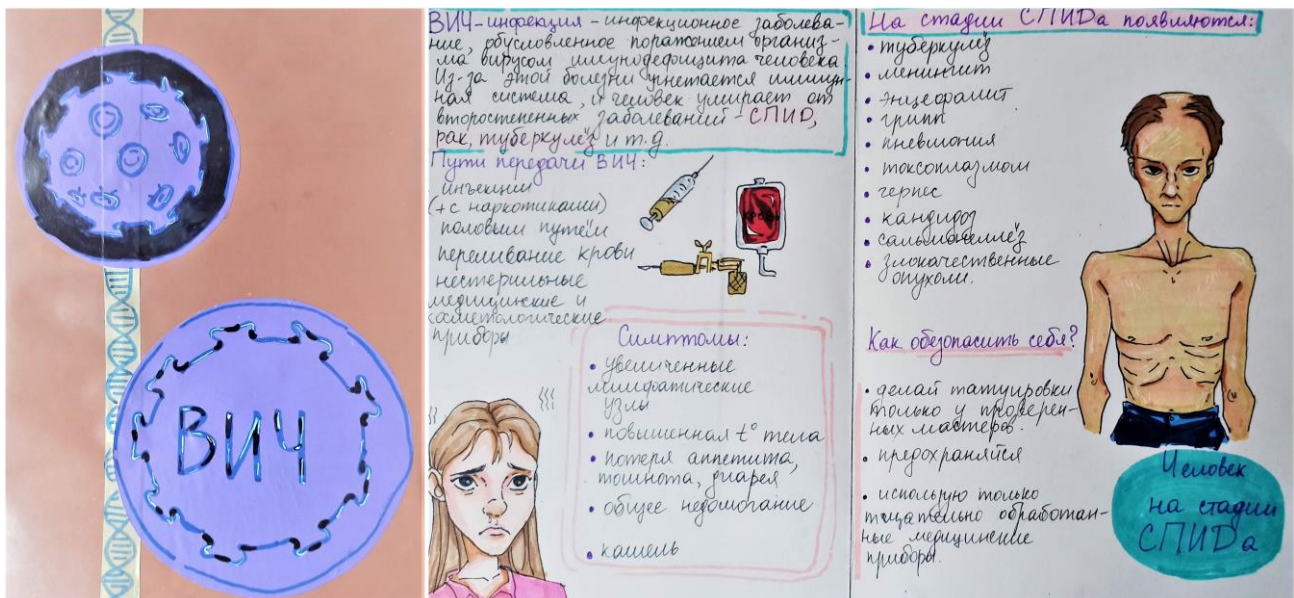 ВИЧ
ВИЧ-инфекция - инфекционное заболева-
ние, обусловленное поражением организ-
ма вирусом имунодефицита человека
Из-за этой болезни угнетается иммун-
ная система, и человек умирает от
второстепенных заболеваний - СПИД,
рак, туберкулёз и т.д.
Пути передачи ВИЧ:
инъекции
(+ с наркотиками)
половым путём
переливание крови
нестерильные
медицинские и
косметологические
приборы
кровь
Симптомы:
• увеличенные
лимфатические
узлы
• повышенная t° тела
• потеря аппетита,
тошнота, диарея
• общее недомогание
• кашель
На стадии СПИДа появляются:
• туберкулёз
• менингит
• энцефалит
• грипп
• пневмония
• токсоплазмоз
• герпес
• кандидоз
• сальмонеллёз
• злокачественные
опухоли.
Как обезопасить себя?
• делай татуировки
только у проверен-
ных мастеров.
• предохраняйся
• использую только
тщательно обработан-
ные медицинские
приборы.
Человек
на стадии
СПИДа